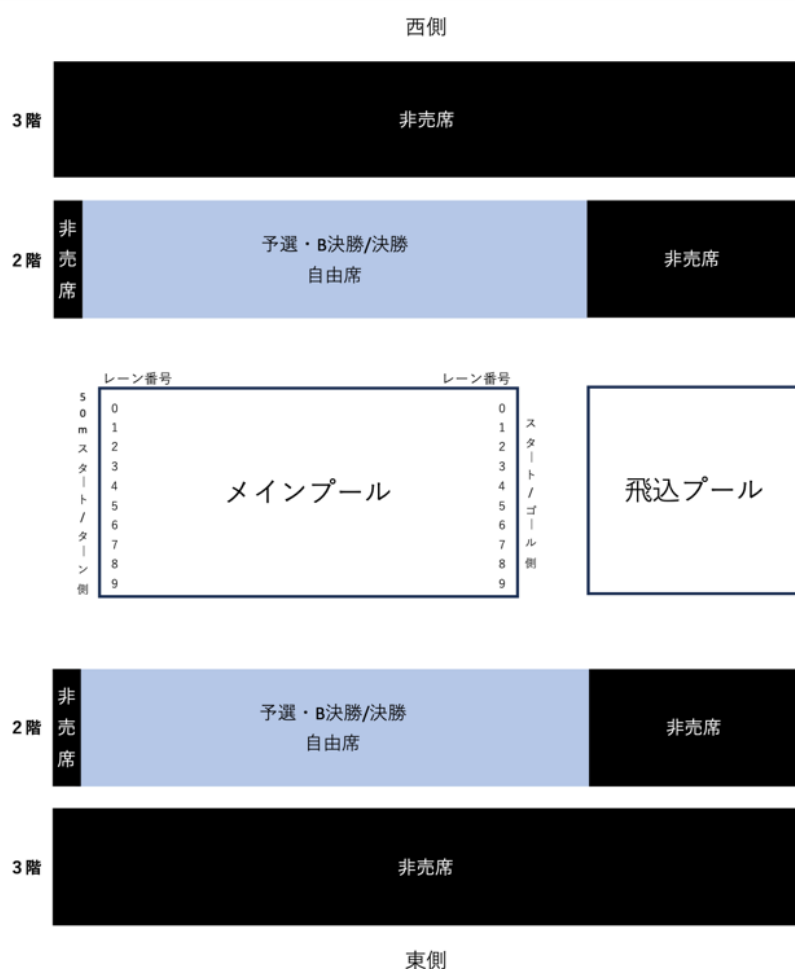 西側
3階
非売席
2階
非売席
予選・B決勝/決勝
自由席
非売席
レーン番号
レーン番号
50mスタート/ターン側
0
1
2
3
4
5
6
7
8
9
メインプール
0
1
2
3
4
5
6
7
8
9
スタート/ゴール側
飛込プール
2階
非売席
予選・B決勝/決勝
自由席
非売席
3階
非売席
東側